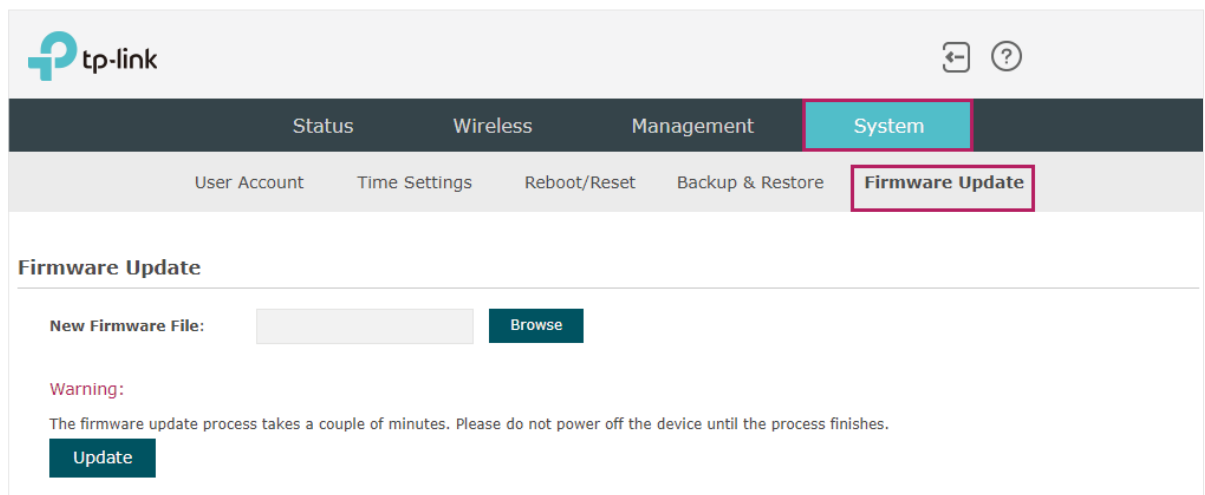 tp-link
Status Wireless Management System
User Account Time Settings Reboot/Reset Backup & Restore Firmware Update
Firmware Update
New Firmware File: Browse
Warning:
The firmware update process takes a couple of minutes. Please do not power off the device until the process finishes.
Update